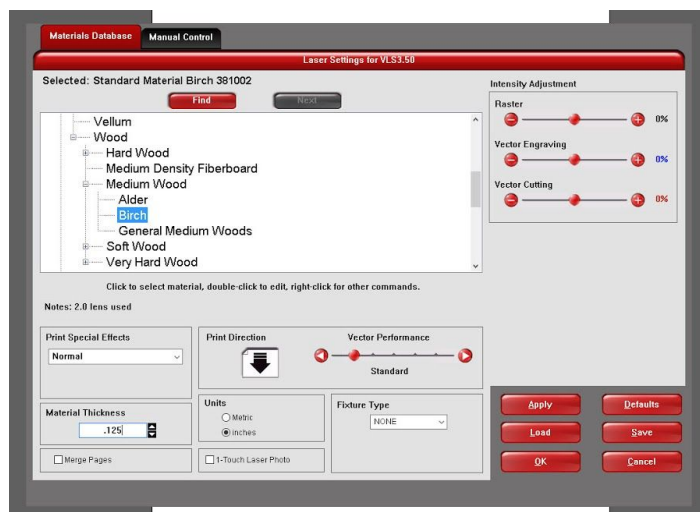 Materials Database
Manual Control
Laser Settings for VLS3.50
Selected: Standard Material Birch 381002
Find
Next
Vellum
Wood
Hard Wood
Medium Density Fiberboard
Medium Wood
Alder
Birch
General Medium Woods
Soft Wood
Very Hard Wood
Click to select material, double-click to edit, right-click for other commands.
Notes: 2.0 lens used
Intensity Adjustment
Raster
0%
Vector Engraving
0%
Vector Cutting
0%
Print Special Effects
Normal
Print Direction
Vector Performance
Standard
Material Thickness
.125
Units
Metric
inches
Fixture Type
NONE
Merge Pages
1-Touch Laser Photo
Apply
Defaults
Load
Save
OK
Cancel